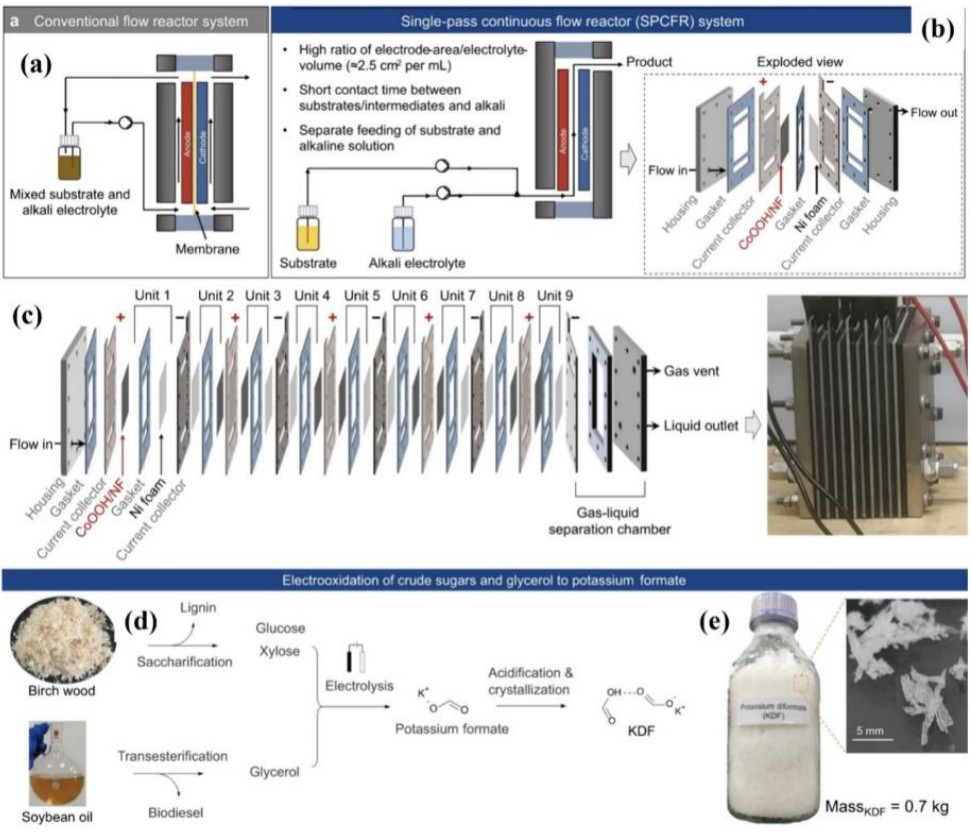 a Conventional flow reactor system
(a)
Anode
Cathode
Mixed substrate and
alkali electrolyte
Membrane
Single-pass continuous flow reactor (SPCFR) system
(b)
• High ratio of electrode-area/electrolyte-
volume (≈2.5 cm² per mL)
• Short contact time between
substrates/intermediates and alkali
• Separate feeding of substrate and
alkaline solution
Product
Anode
Cathode
Substrate
Alkali electrolyte
Exploded view
+
−
Flow out
Flow in
Housing
Gasket
Current collector
CoOOH/NF
Gasket
Ni foam
Current collector
Gasket
Housing
(c)
Unit 1 Unit 2 Unit 3 Unit 4 Unit 5 Unit 6 Unit 7 Unit 8 Unit 9
+ − + − + − + − + −
Gas vent
Liquid outlet
Flow in
Housing
Gasket
Current collector
CoOOH/NF
Gasket
Ni foam
Current collector
Gas-liquid
separation chamber
Electrooxidation of crude sugars and glycerol to potassium formate
(d)
Birch wood
Lignin
Saccharification
Glucose
Xylose
Electrolysis
K⁺
⁻O O
Potassium formate
Acidification &
crystallization
OH---O
O O⁻
K⁺
KDF
Soybean oil
Transesterification
Biodiesel
Glycerol
(e)
Potassium diformate
(KDF)
5 mm
Mass_KDF = 0.7 kg